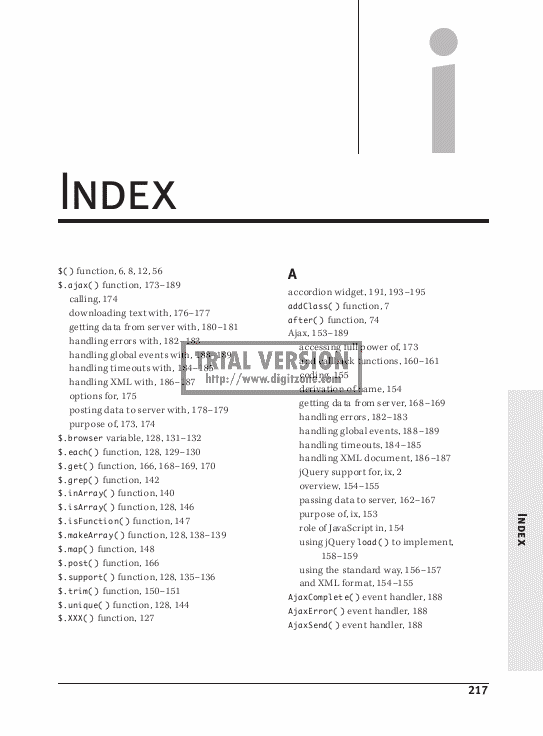 i
INDEX
$() function, 6, 8, 12, 56
$.ajax() function, 173–189
calling, 174
downloading text with, 176–177
getting data from server with, 180–181
handling errors with, 182–183
handling global events with, 188–189
handling timeouts with, 184–185
handling XML with, 186–187
options for, 175
posting data to server with, 178–179
purpose of, 173, 174
$.browser variable, 128, 131–132
$.each() function, 128, 129–130
$.get() function, 166, 168–169, 170
$.grep() function, 142
$.inArray() function, 140
$.isArray() function, 128, 146
$.isFunction() function, 147
$.makeArray() function, 128, 138–139
$.map() function, 148
$.post() function, 166
$.support() function, 128, 135–136
$.trim() function, 150–151
$.unique() function, 128, 144
$.XXX() function, 127
A
accordion widget, 191, 193–195
addClass() function, 7
after() function, 74
Ajax, 153–189
accessing full power of, 173
and callback functions, 160–161
coding, 155
derivation of name, 154
getting data from server, 168–169
handling errors, 182–183
handling global events, 188–189
handling timeouts, 184–185
handling XML document, 186–187
jQuery support for, ix, 2
overview, 154–155
passing data to server, 162–167
purpose of, ix, 153
role of JavaScript in, 154
using jQuery load() to implement,
158–159
using the standard way, 156–157
and XML format, 154–155
AjaxComplete() event handler, 188
AjaxError() event handler, 188
AjaxSend() event handler, 188
TRIAL VERSION
http://www.digitzone.com
INDEX
217